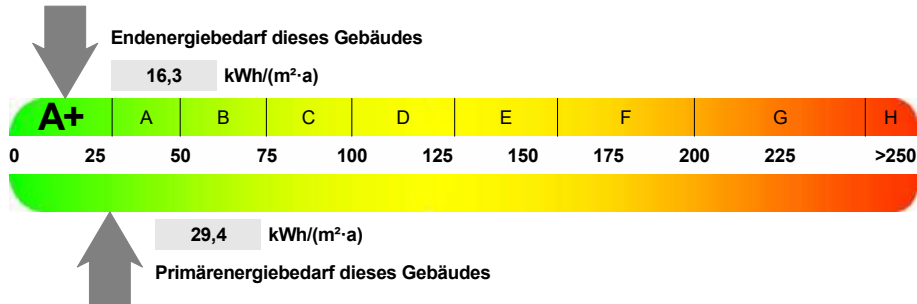 Endenergiebedarf dieses Gebäudes
16,3 kWh/(m²·a)
A+ A B C D E F G H
0 25 50 75 100 125 150 175 200 225 >250
29,4 kWh/(m²·a)
Primärenergiebedarf dieses Gebäudes